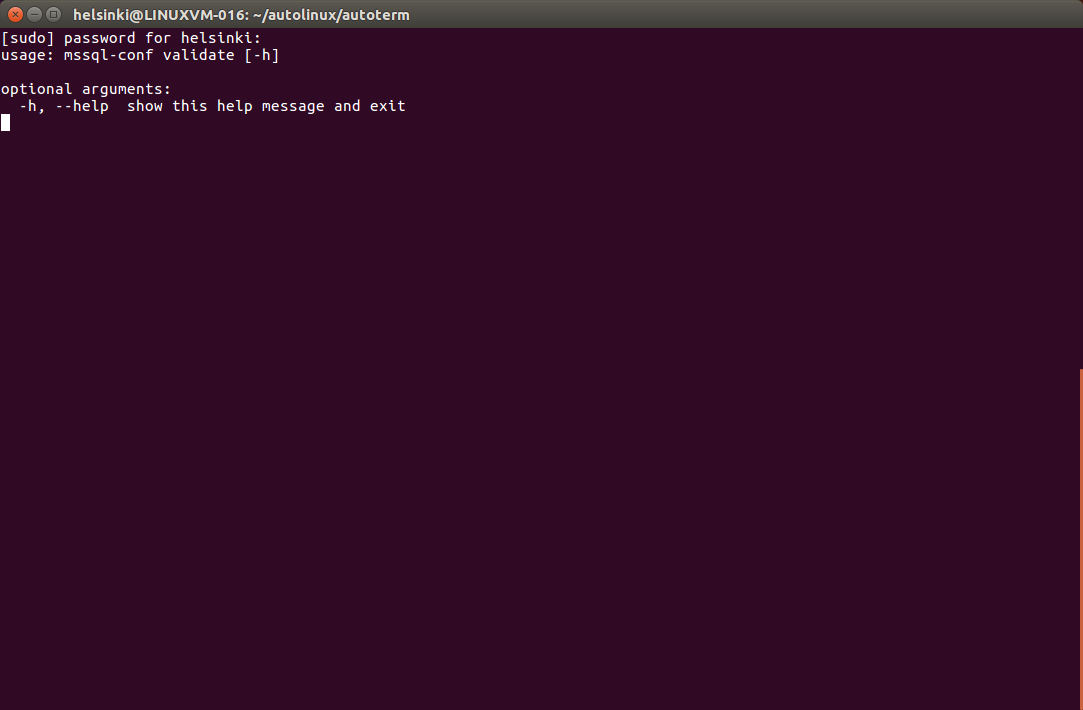 helsinki@LINUXVM-016: ~/autolinux/autoterm
[sudo] password for helsinki:
usage: mssql-conf validate [-h]

optional arguments:
  -h, --help  show this help message and exit